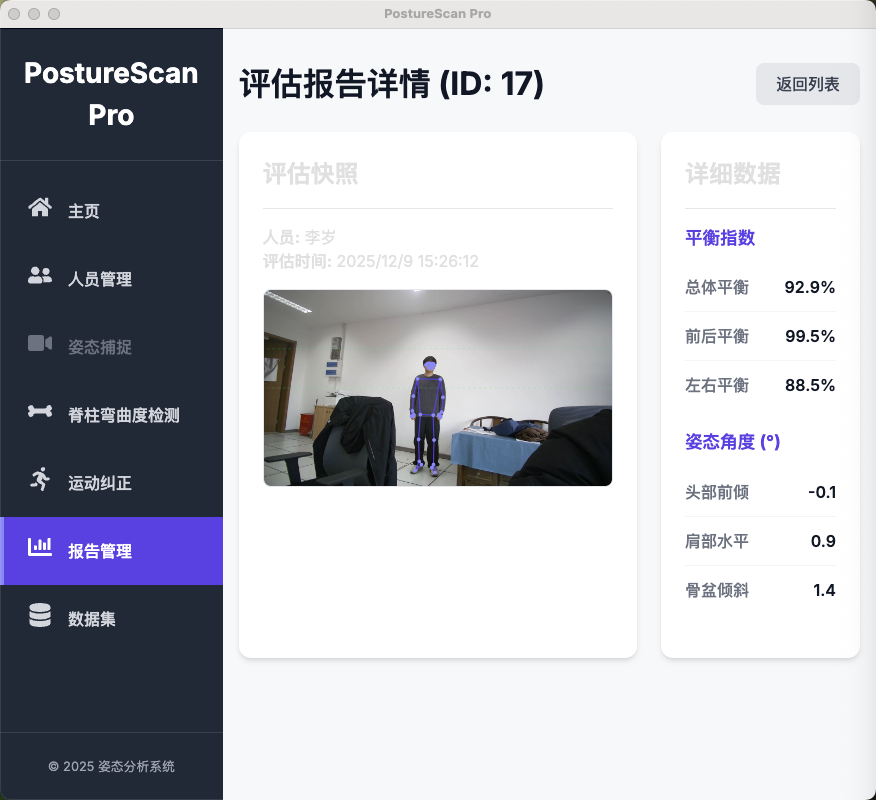 PostureScan Pro
PostureScan
Pro
主页
人员管理
姿态捕捉
脊柱弯曲度检测
运动纠正
报告管理
数据集
© 2025 姿态分析系统
评估报告详情 (ID: 17)
返回列表
评估快照
人员: 李岁
评估时间: 2025/12/9 15:26:12
详细数据
平衡指数
总体平衡 92.9%
前后平衡 99.5%
左右平衡 88.5%
姿态角度 (°)
头部前倾 -0.1
肩部水平 0.9
骨盆倾斜 1.4